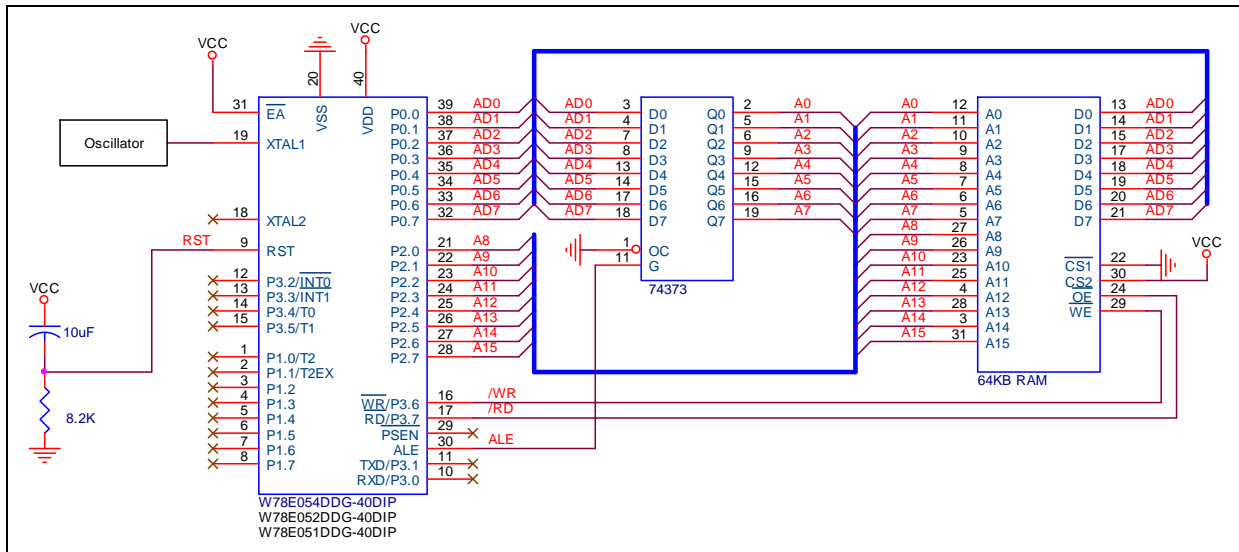 VCC
VCC
Oscillator
31
EA
19
XTAL1
18
XTAL2
RST
9
RST
12
P3.2/INT0
13
P3.3/INT1
14
P3.4/T0
15
P3.5/T1
1
P1.0/T2
2
P1.1/T2EX
3
P1.2
4
P1.3
5
P1.4
6
P1.5
7
P1.6
8
P1.7
VCC
10uF
8.2K
20
VSS
40
VDD
P0.0
39
AD0
P0.1
38
AD1
P0.2
37
AD2
P0.3
36
AD3
P0.4
35
AD4
P0.5
34
AD5
P0.6
33
AD6
P0.7
32
AD7
P2.0
21
A8
P2.1
22
A9
P2.2
23
A10
P2.3
24
A11
P2.4
25
A12
P2.5
26
A13
P2.6
27
A14
P2.7
28
A15
WR/P3.6
16
/WR
RD/P3.7
17
/RD
PSEN
29
ALE
30
ALE
TXD/P3.1
11
RXD/P3.0
10
W78E054DDG-40DIP
W78E052DDG-40DIP
W78E051DDG-40DIP
AD0
3
D0
Q0
2
A0
AD1
4
D1
Q1
5
A1
AD2
7
D2
Q2
6
A2
AD3
8
D3
Q3
9
A3
AD4
13
D4
Q4
12
A4
AD5
14
D5
Q5
15
A5
AD6
17
D6
Q6
16
A6
AD7
18
D7
Q7
19
A7
1
OC
11
G
74373
A0
12
A0
A1
11
A1
A2
10
A2
A3
9
A3
A4
8
A4
A5
7
A5
A6
6
A6
A7
5
A7
A8
27
A8
A9
26
A9
A10
23
A10
A11
25
A11
A12
4
A12
A13
28
A13
A14
3
A14
A15
31
A15
D0
13
AD0
D1
14
AD1
D2
15
AD2
D3
17
AD3
D4
18
AD4
D5
19
AD5
D6
20
AD6
D7
21
AD7
VCC
CS1
22
CS2
30
OE
24
WE
29
64KB RAM